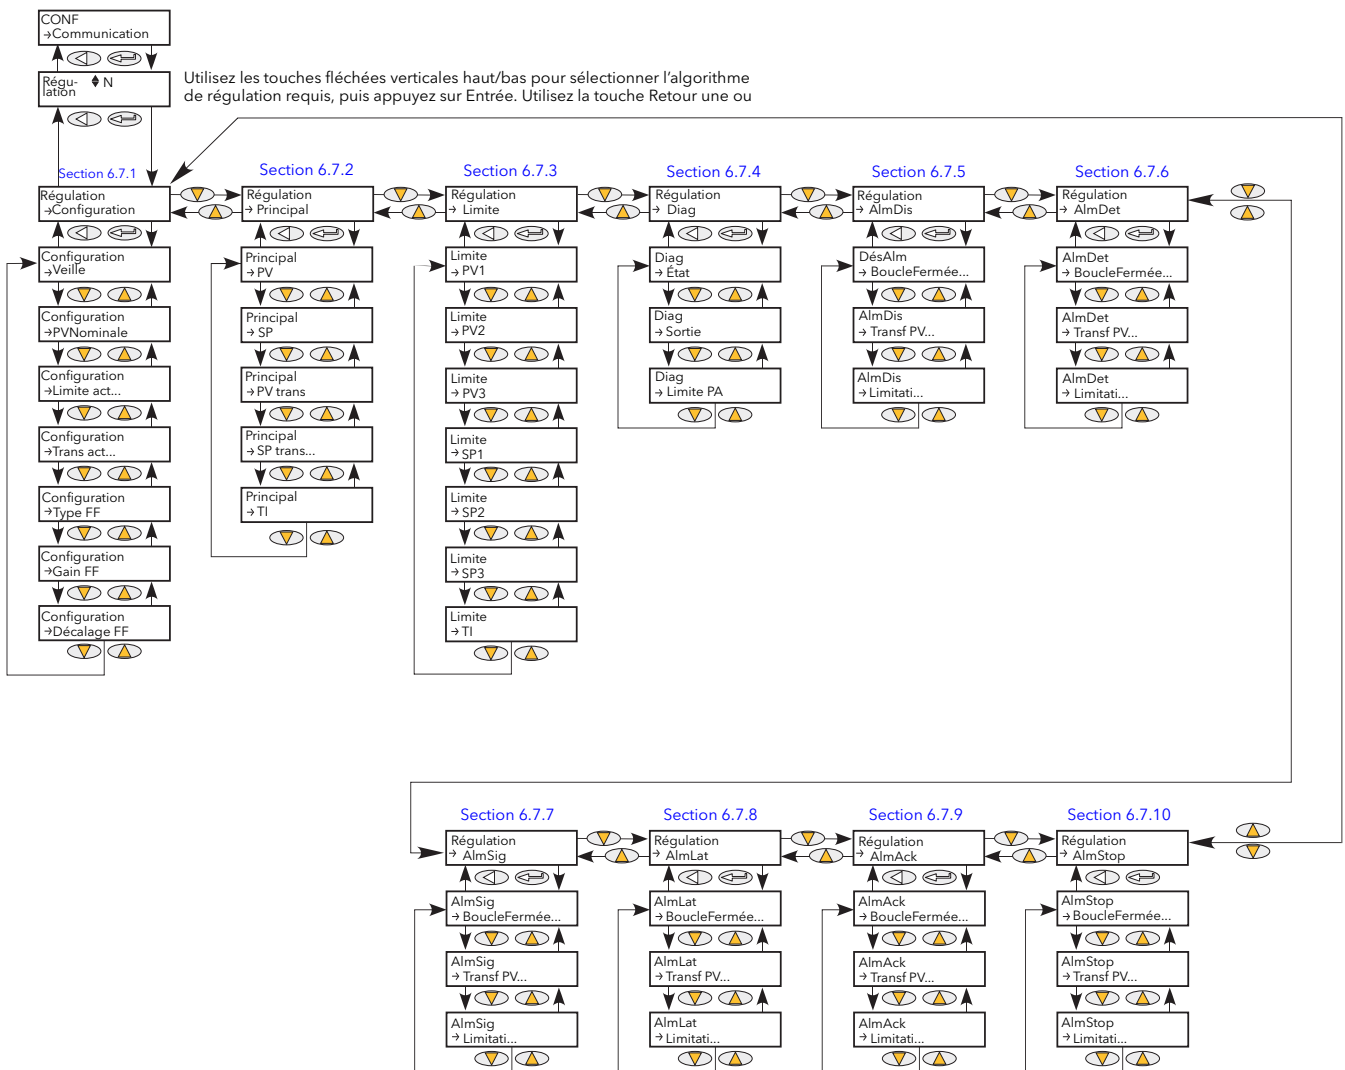 CONF
→Communication
Régu-
lation
N
Utilisez les touches fléchées verticales haut/bas pour sélectionner l'algorithme
de régulation requis, puis appuyez sur Entrée. Utilisez la touche Retour une ou
Section 6.7.1
Régulation
→Configuration
Configuration
→Veille
Configuration
→PVNominale
Configuration
→Limite act...
Configuration
→Trans act...
Configuration
→Type FF
Configuration
→Gain FF
Configuration
→Décalage FF
Section 6.7.2
Régulation
→ Principal
Principal
→ PV
Principal
→ SP
Principal
→ PV trans
Principal
→ SP trans...
Principal
→ TI
Section 6.7.3
Régulation
→ Limite
Limite
→ PV1
Limite
→ PV2
Limite
→ PV3
Limite
→ SP1
Limite
→ SP2
Limite
→ SP3
Limite
→ TI
Section 6.7.4
Régulation
→ Diag
Diag
→ État
Diag
→ Sortie
Diag
→ Limite PA
Section 6.7.5
Régulation
→ AlmDis
DésAlm
→ BoucleFermée...
AlmDis
→ Transf PV...
AlmDis
→ Limitati...
Section 6.7.6
Régulation
→ AlmDet
AlmDet
→ BoucleFermée...
AlmDet
→ Transf PV...
AlmDet
→ Limitati...
Section 6.7.7
Régulation
→ AlmSig
AlmSig
→ BoucleFermée...
AlmSig
→ Transf PV...
AlmSig
→ Limitati...
Section 6.7.8
Régulation
→ AlmLat
AlmLat
→ BoucleFermée...
AlmLat
→ Transf PV...
AlmLat
→ Limitati...
Section 6.7.9
Régulation
→ AlmAck
AlmAck
→ BoucleFermée...
AlmAck
→ Transf PV...
AlmAck
→ Limitati...
Section 6.7.10
Régulation
→ AlmStop
AlmStop
→ BoucleFermée...
AlmStop
→ Transf PV...
AlmStop
→ Limitati...